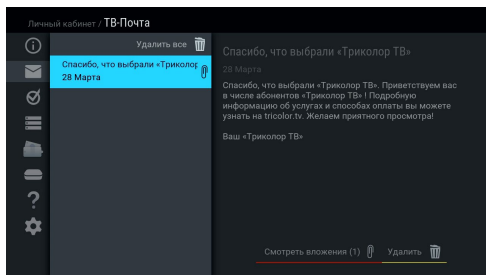 Личный кабинет / ТВ-Почта
Удалить все
Спасибо, что выбрали «Триколор
28 Марта
Спасибо, что выбрали «Триколор ТВ»
28 Марта
Спасибо, что выбрали «Триколор ТВ». Приветствуем вас
в числе абонентов «Триколор ТВ» ! Подробную
информацию об услугах и способах оплаты вы можете
узнать на tricolor.tv. Желаем приятного просмотра!
Ваш «Триколор ТВ»
Смотреть вложения (1) Удалить